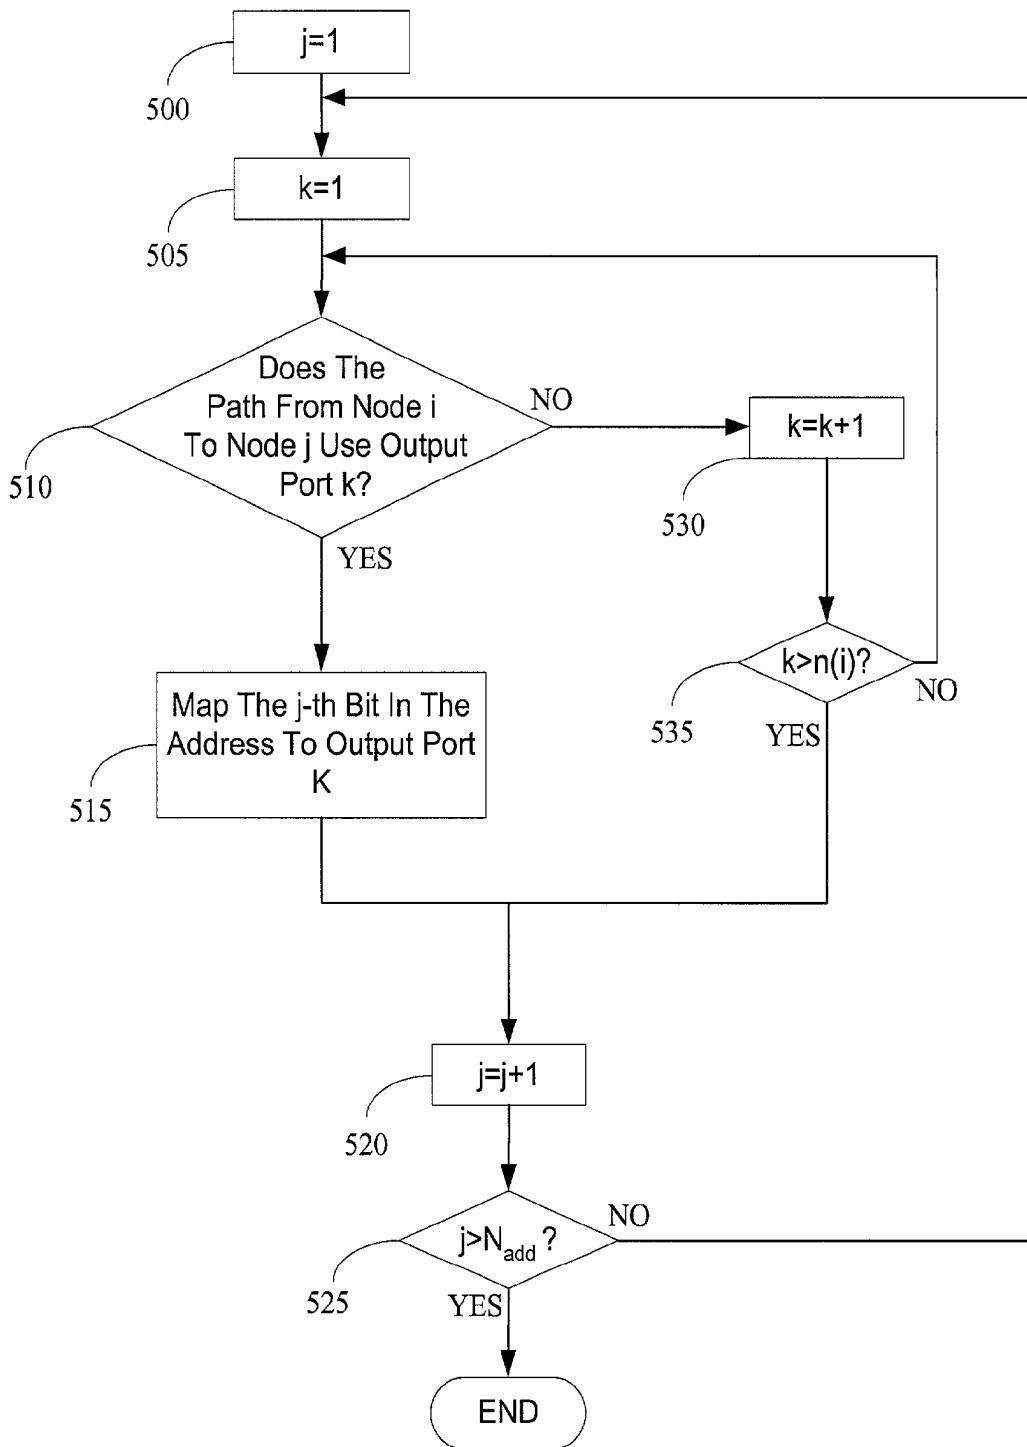 j=1
500
k=1
505
Does The
Path From Node i
To Node j Use Output
Port k?
510
NO
k=k+1
530
YES
k>n(i)?
NO
535
YES
Map The j-th Bit In The
Address To Output Port
K
515
j=j+1
520
j>Nadd ?
NO
525
YES
END